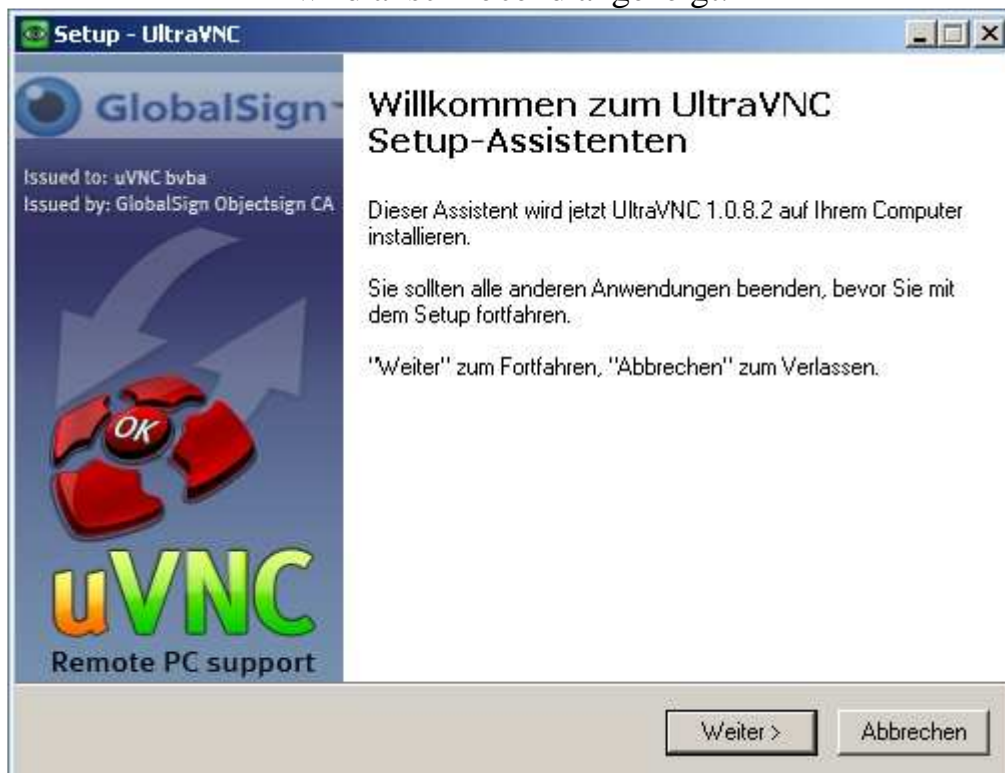 Setup - UltraVNC
GlobalSign
Issued to: uVNC bvba
Issued by: GlobalSign Objectsign CA
OK
uVNC
Remote PC support
Willkommen zum UltraVNC
Setup-Assistenten
Dieser Assistent wird jetzt UltraVNC 1.0.8.2 auf Ihrem Computer
installieren.
Sie sollten alle anderen Anwendungen beenden, bevor Sie mit
dem Setup fortfahren.
"Weiter" zum Fortfahren, "Abbrechen" zum Verlassen.
Weiter >
Abbrechen